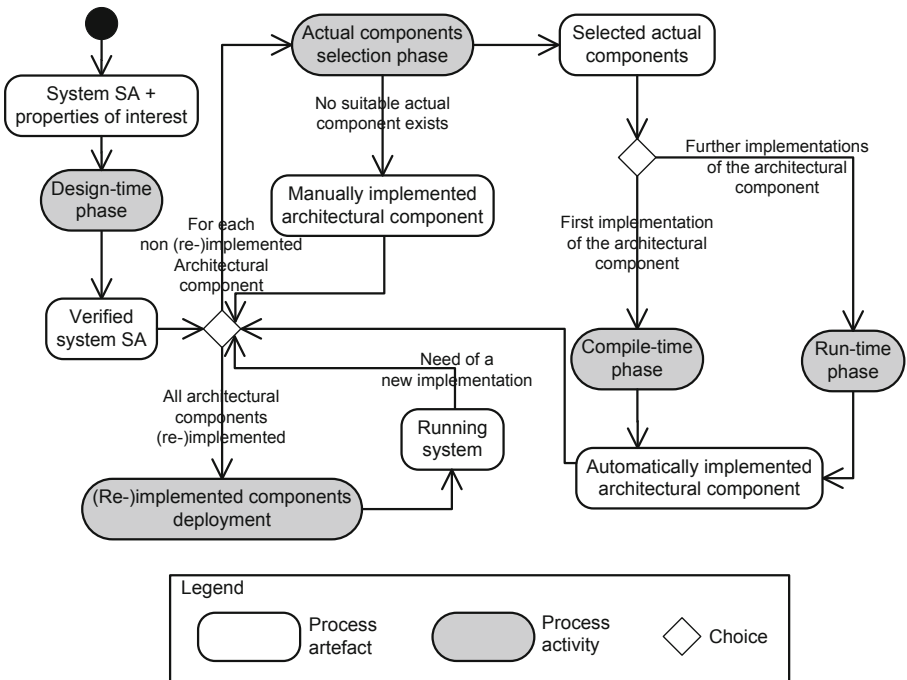 Actual components
selection phase
Selected actual
components
System SA +
properties of interest
No suitable actual
component exists
Further implementations
of the architectural
component
Design-time
phase
Manually implemented
architectural component
For each
non (re-)implemented
Architectural
component
First implementation
of the architectural
component
Verified
system SA
Compile-time
phase
Run-time
phase
Need of a
new implementation
All architectural
components
(re-)implemented
Running
system
Automatically implemented
architectural component
(Re-)implemented components
deployment
Legend
Process
artefact
Process
activity
Choice